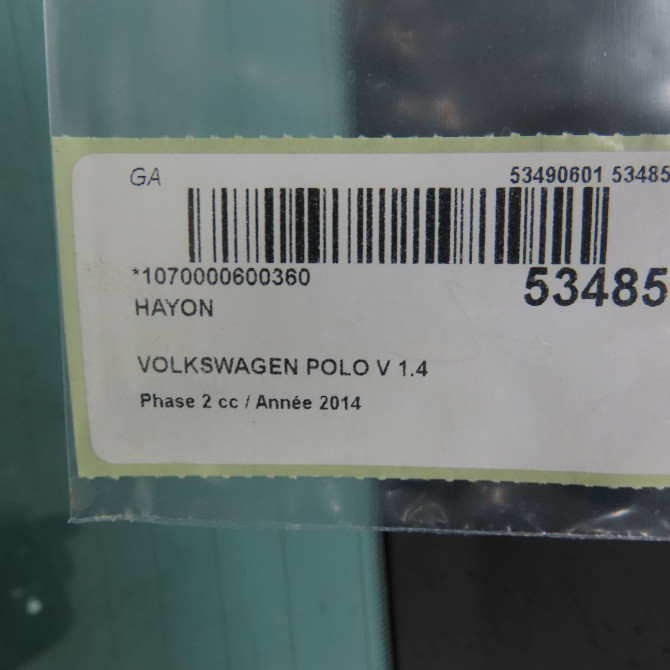 GA 53490601 53485
*1070000600360
53485
HAYON
VOLKSWAGEN POLO V 1.4
Phase 2 cc / Année 2014